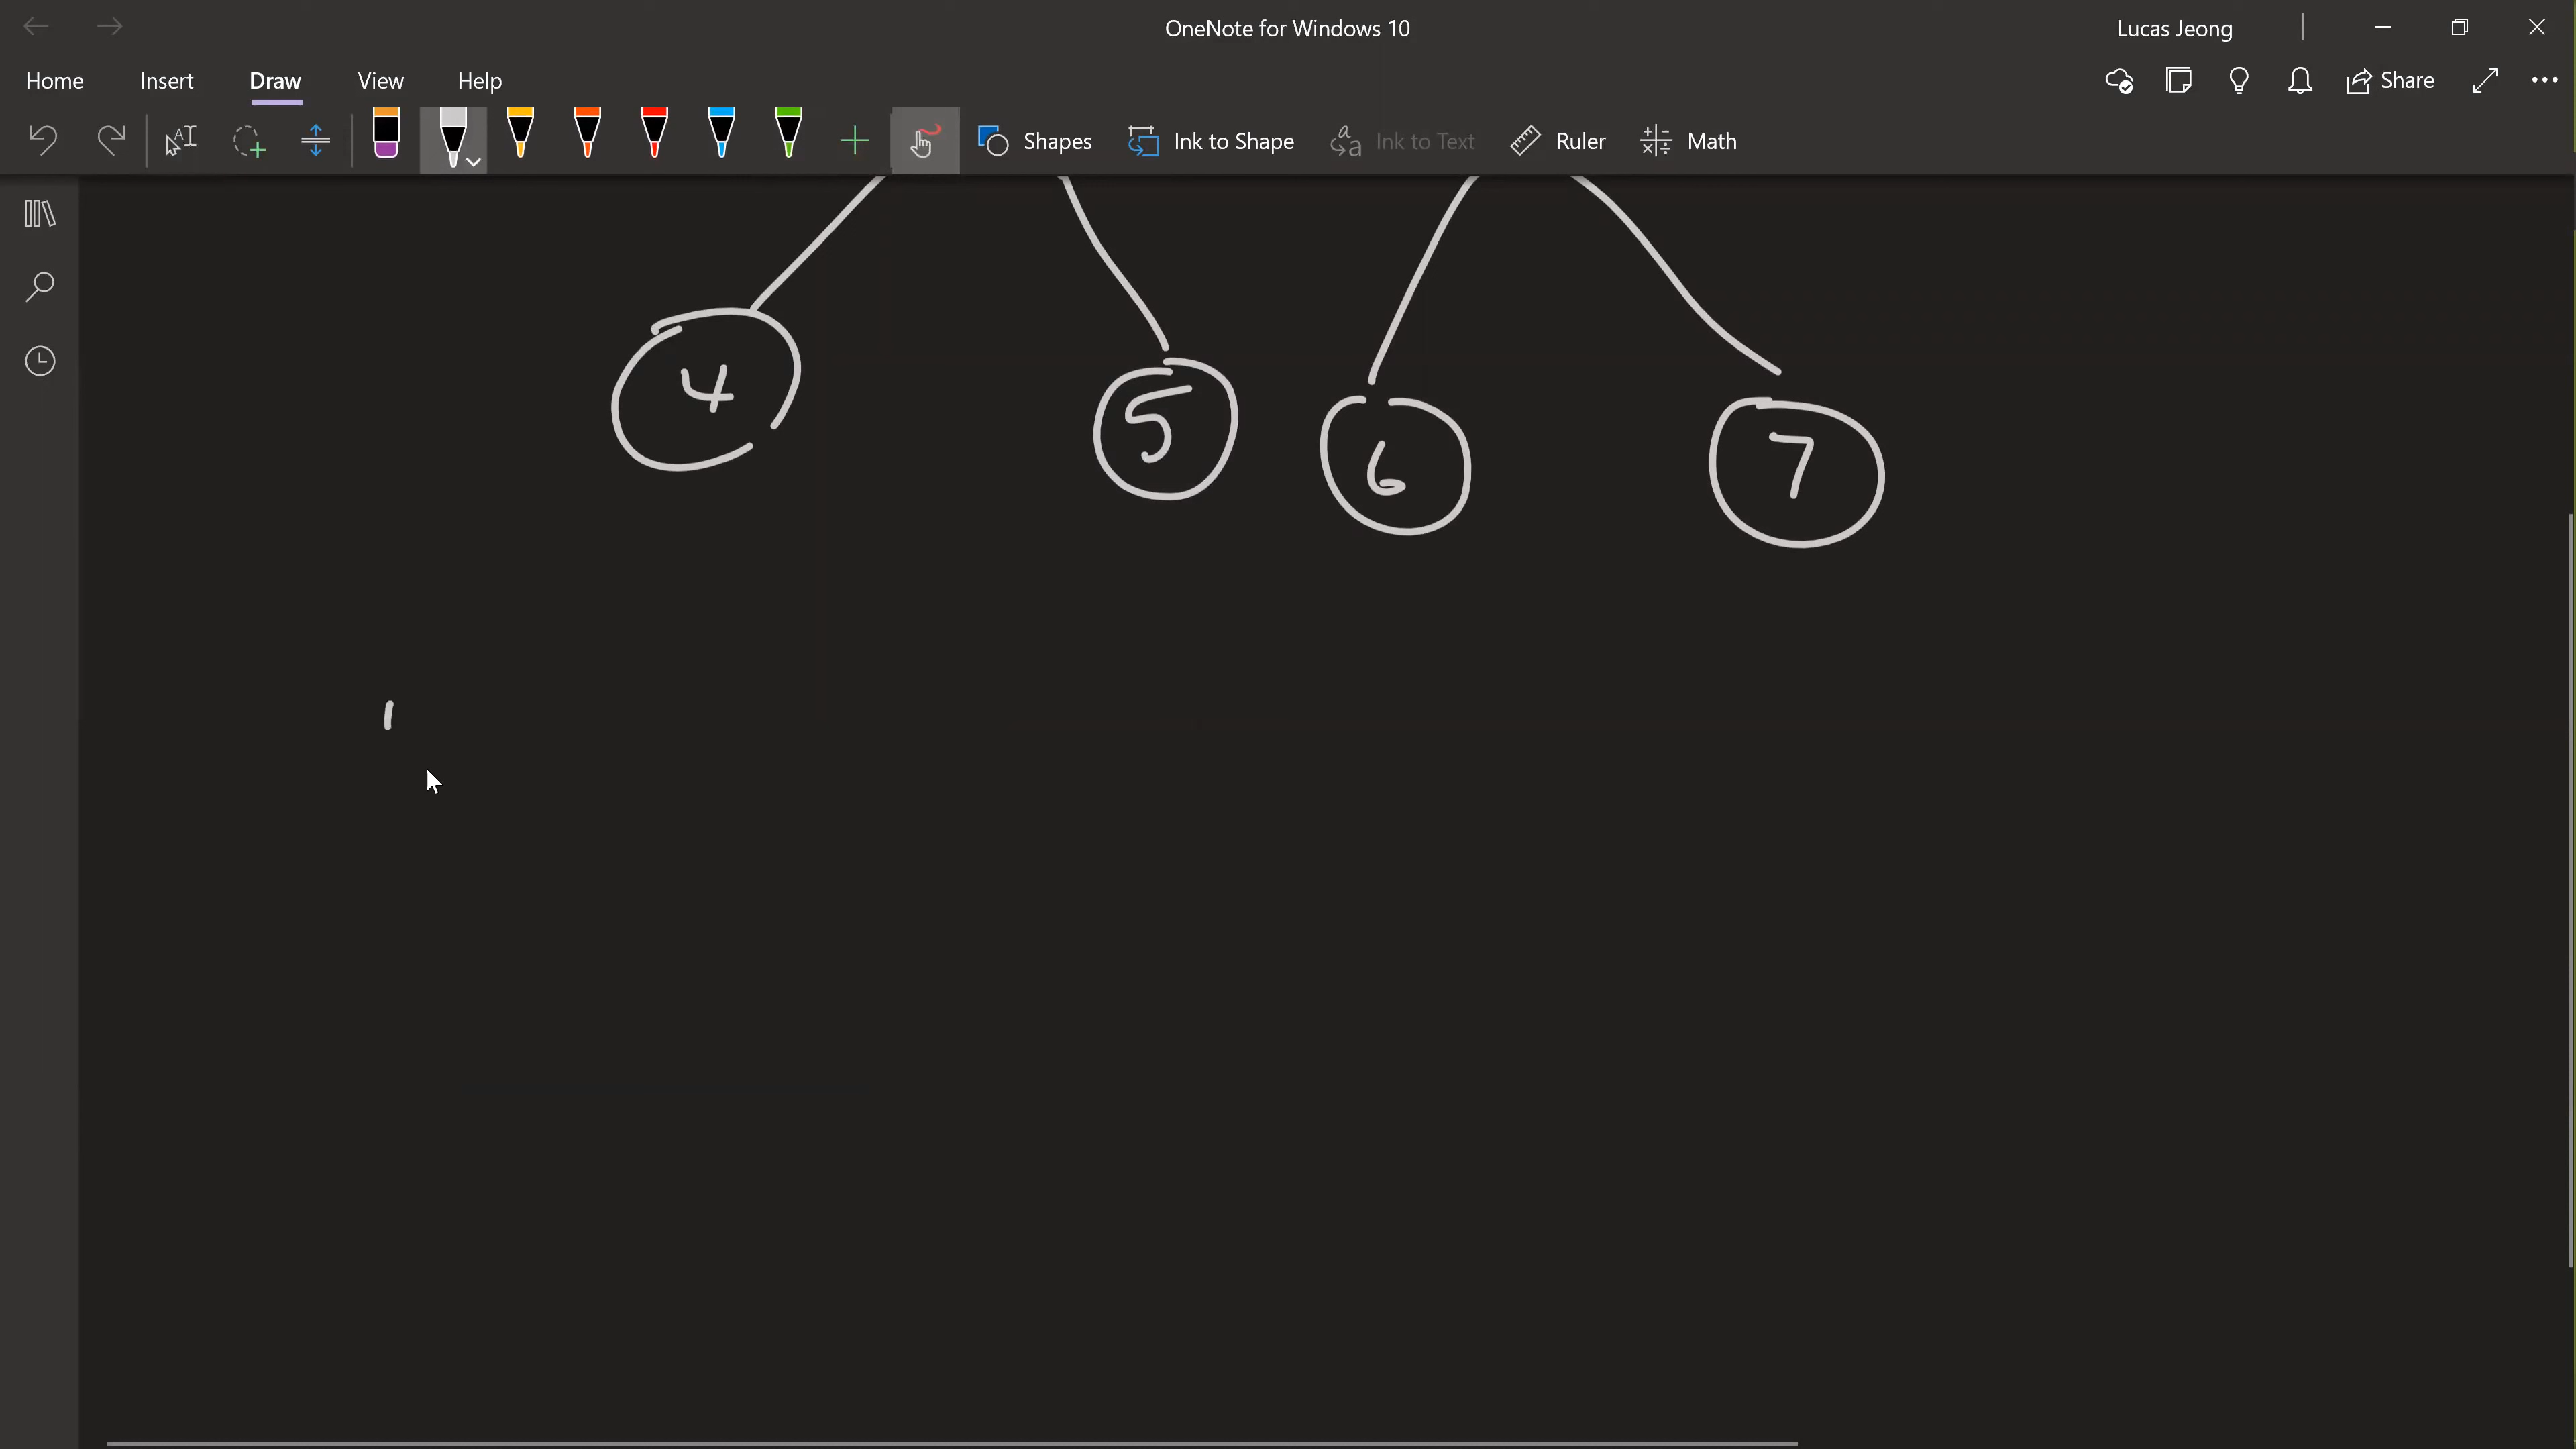 OneNote for Windows 10
Lucas Jeong
Home Insert Draw View Help
Share
Shapes Ink to Shape Ink to Text Ruler Math
4 5 6 7